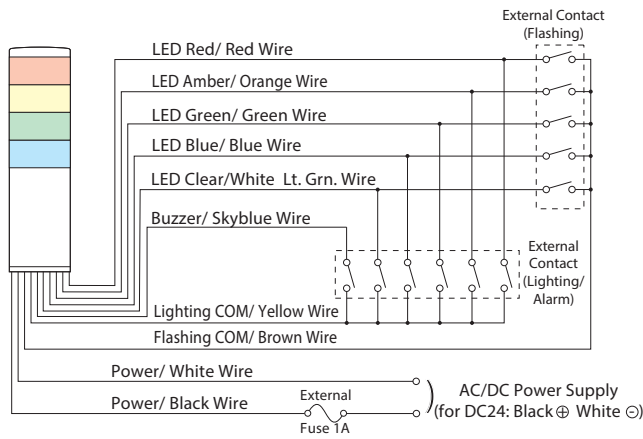 External Contact
(Flashing)
LED Red/ Red Wire
LED Amber/ Orange Wire
LED Green/ Green Wire
LED Blue/ Blue Wire
LED Clear/White Lt. Grn. Wire
Buzzer/ Skyblue Wire
External
Contact
(Lighting/
Alarm)
Lighting COM/ Yellow Wire
Flashing COM/ Brown Wire
Power/ White Wire
Power/ Black Wire
External
Fuse 1A
AC/DC Power Supply
(for DC24: Black ⊕ White ⊖)